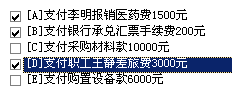 [A]支付李明报销医药费1500元
[B]支付银行承兑汇票手续费200元
[C]支付采购材料款10000元
[D]支付职工王静差旅费3000元
[E]支付购置设备款6000元